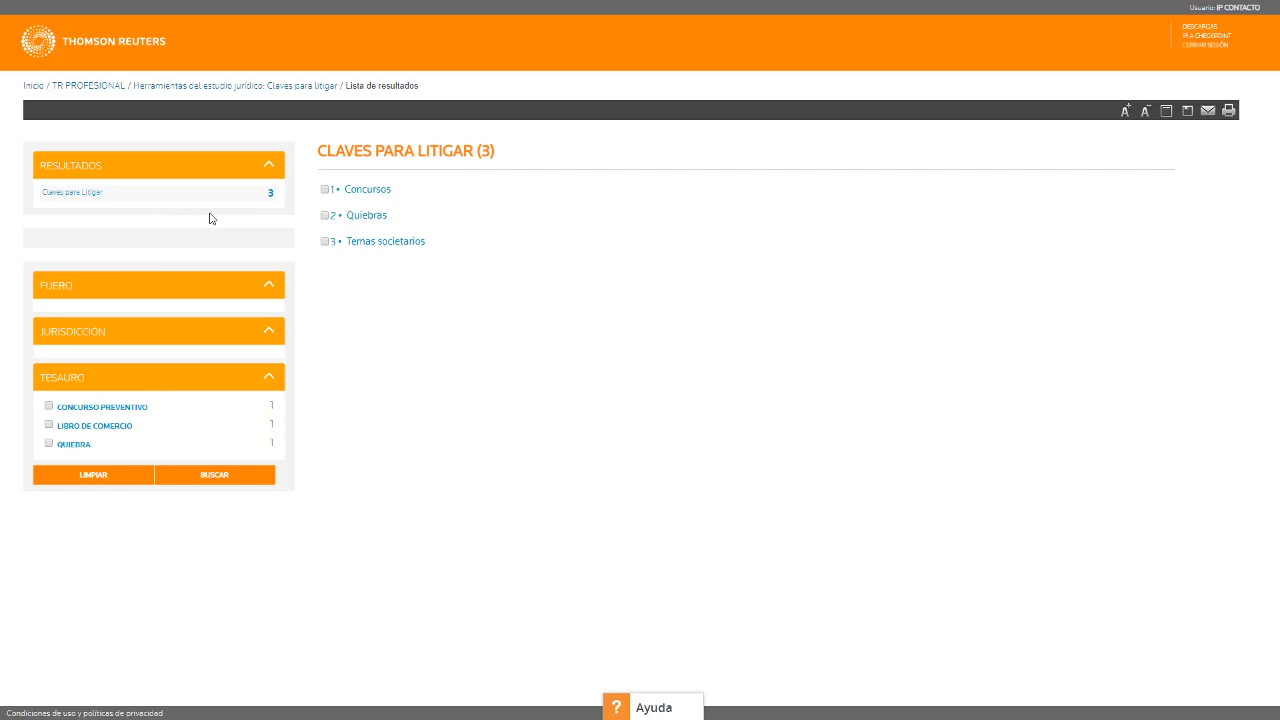 Usuario: IP CONTACTO
THOMSON REUTERS
DESCARGAS
IR A CHECKPOINT
CERRAR SESIÓN
Inicio / TR PROFESIONAL / Herramientas del estudio jurídico: Claves para litigar / Lista de resultados
RESULTADOS
Claves para Litigar 3
CLAVES PARA LITIGAR (3)
1 • Concursos
2 • Quiebras
3 • Temas societarios
FUERO
JURISDICCIÓN
TESAURO
CONCURSO PREVENTIVO 1
LIBRO DE COMERCIO 1
QUIEBRA 1
LIMPIAR BUSCAR
? Ayuda
Condiciones de uso y políticas de privacidad